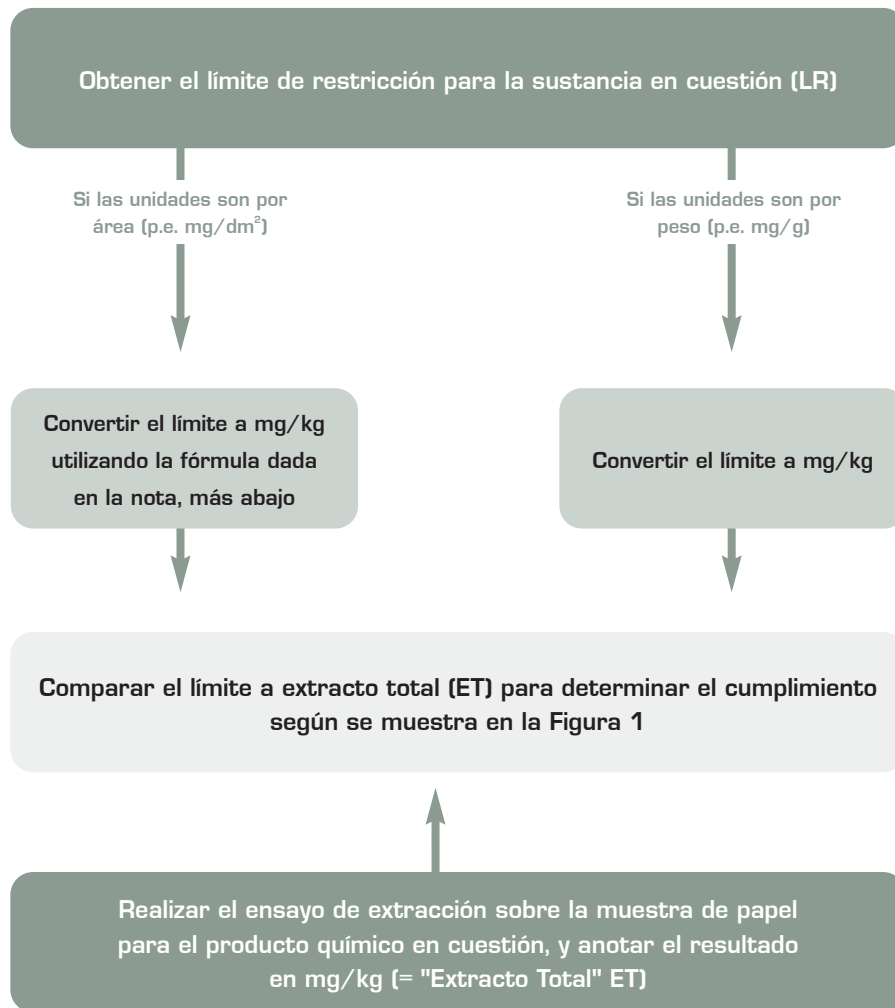 Obtener el límite de restricción para la sustancia en cuestión (LR)
Si las unidades son por
área (p.e. mg/dm²)
Si las unidades son por
peso (p.e. mg/g)
Convertir el límite a mg/kg
utilizando la fórmula dada
en la nota, más abajo
Convertir el límite a mg/kg
Comparar el límite a extracto total (ET) para determinar el cumplimiento
según se muestra en la Figura 1
Realizar el ensayo de extracción sobre la muestra de papel
para el producto químico en cuestión, y anotar el resultado
en mg/kg (= "Extracto Total" ET)